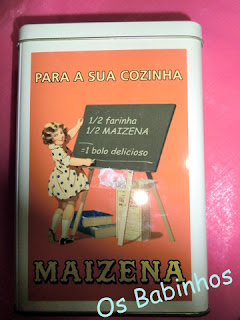 PARA A SUA COZINHA
1/2 farinha
1/2 MAIZENA
=1 bolo delicioso
MAIZENA
Os Babinhos